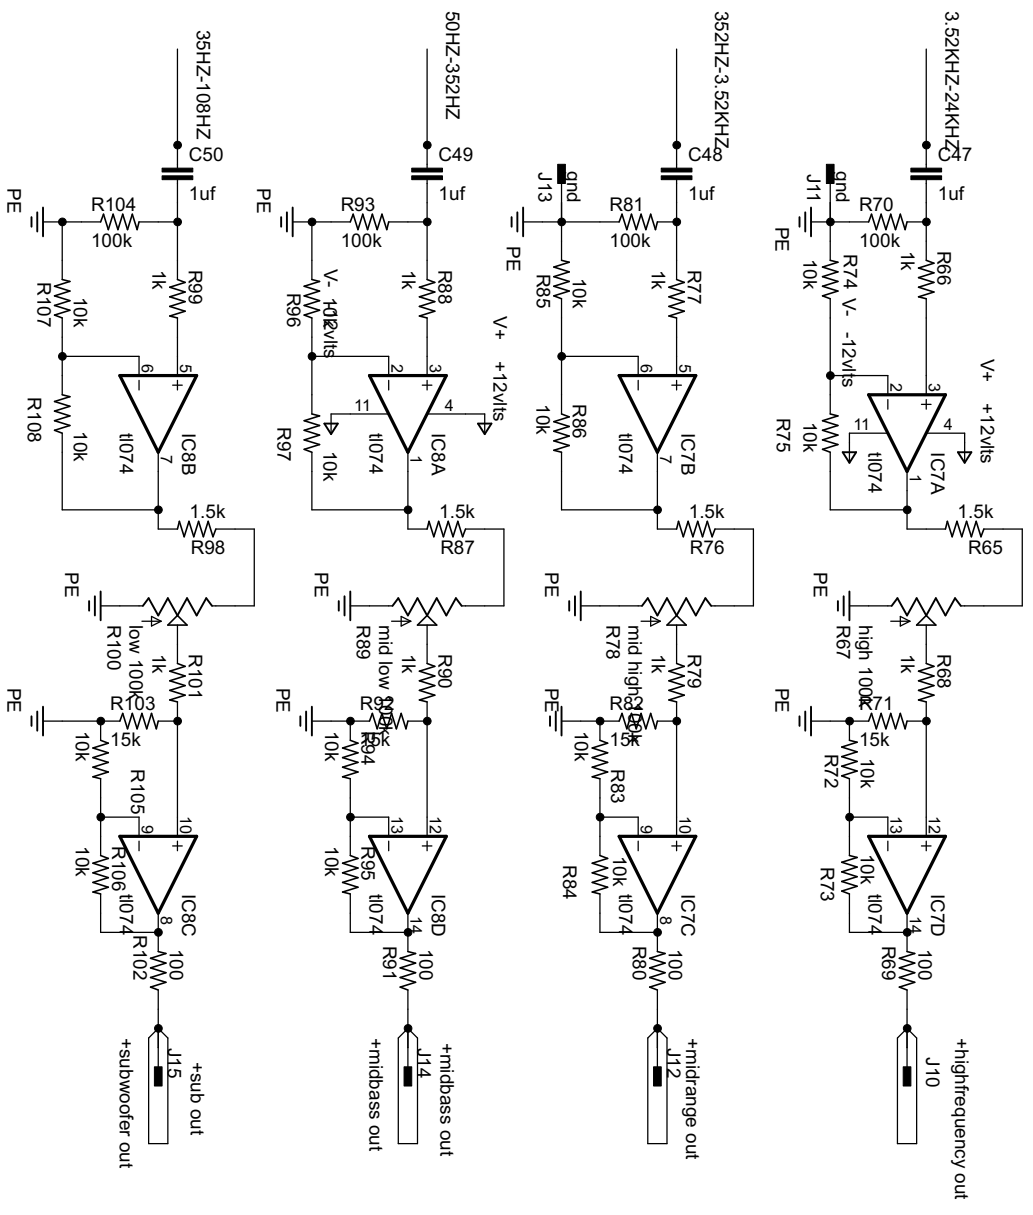 35HZ-108HZ
C50
1uf
PE
R104
100k
R99
1k
R107
10k
5
6
+
−
IC8B
tl074
7
R108
10k
1.5k
R98
PE
low 100k
R100
R101
1k
R103
15k
PE
10k
R105
10
9
+
−
IC8C
tl074
8
R106
10k
100
R102
J15
+sub out
+subwoofer out
50HZ-352HZ
C49
1uf
PE
R93
100k
R88
1k
V- -12vlts
R96
10k
V+ +12vlts
3
2
+
−
11
4
IC8A
tl074
1
R97
10k
1.5k
R87
PE
mid low 100k
R89
R90
1k
R92
15k
PE
R94
10k
12
13
+
−
IC8D
tl074
14
R95
10k
100
R91
J14
+midbass out
+midbass out
352HZ-3.52KHZ
C48
1uf
gnd
J13
PE
R81
100k
R77
1k
R85
10k
5
6
+
−
IC7B
tl074
7
R86
10k
1.5k
R76
PE
mid high 100k
R78
R79
1k
R82
15k
PE
R83
10k
10
9
+
−
IC7C
tl074
8
R84
10k
100
R80
J12
+midrange out
3.52KHZ-24KHZ
C47
1uf
gnd
J11
PE
R70
100k
R66
1k
R74
10k
V- -12vlts
V+ +12vlts
3
2
+
−
11
4
IC7A
tl074
1
R75
10k
1.5k
R65
PE
high 100k
R67
R68
1k
R71
15k
PE
R72
10k
12
13
+
−
IC7D
tl074
14
R73
10k
100
R69
J10
+highfrequency out